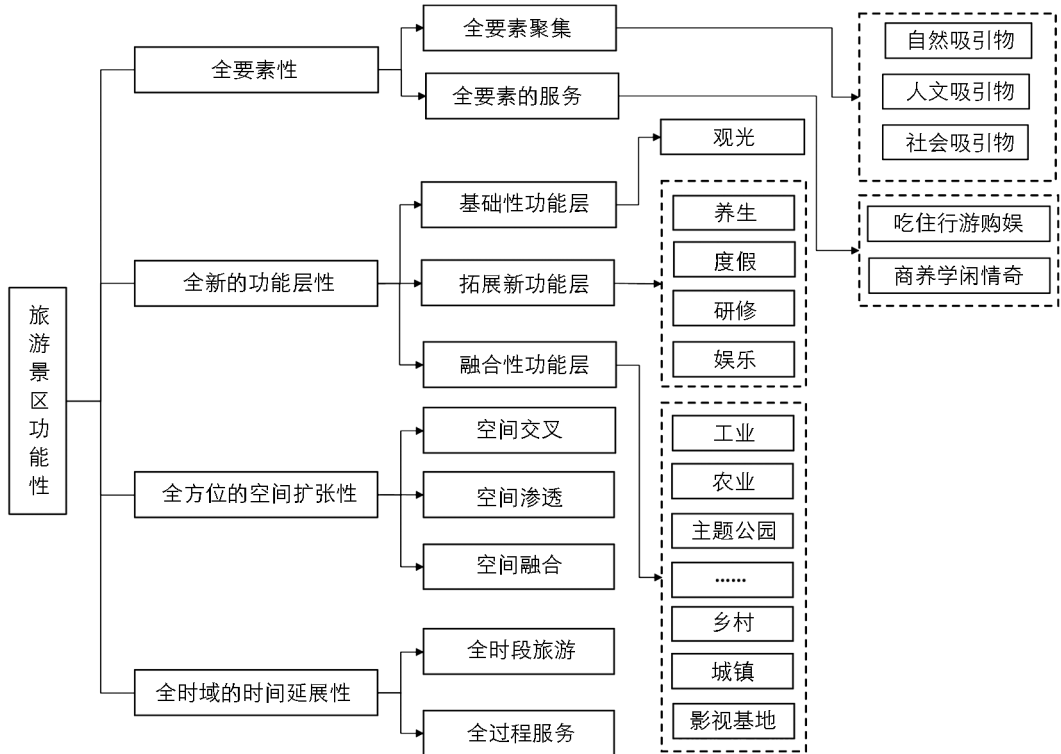 旅游景区功能性
全要素性
全要素聚集
自然吸引物
人文吸引物
社会吸引物
全要素的服务
吃住行游购娱
商养学闲情奇
全新的功能层性
基础性功能层
观光
拓展新功能层
养生
度假
研修
娱乐
融合性功能层
工业
农业
主题公园
······
乡村
城镇
影视基地
全方位的空间扩张性
空间交叉
空间渗透
空间融合
全时域的时间延展性
全时段旅游
全过程服务